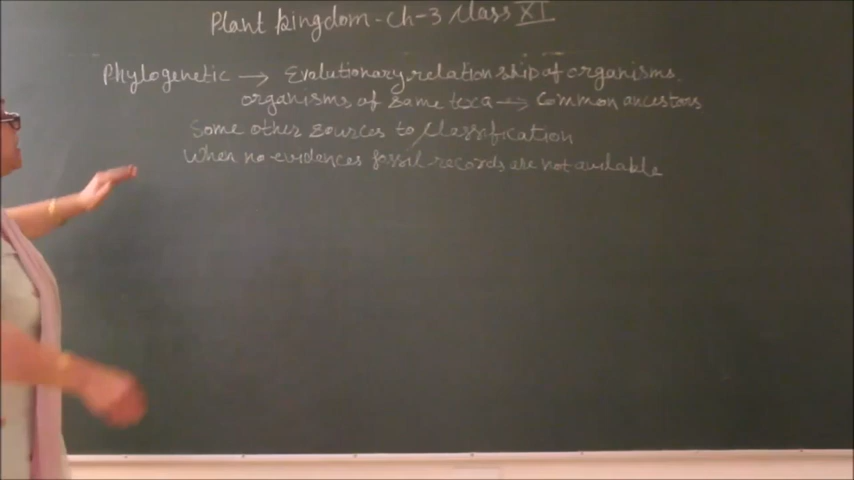 Plant kingdom-Ch-3 Class XI
Phylogenetic → Evolutionary relationship of organisms.
organisms of same texa → Common ancestors
Some other sources to classification
When no evidences fossil-records are not available